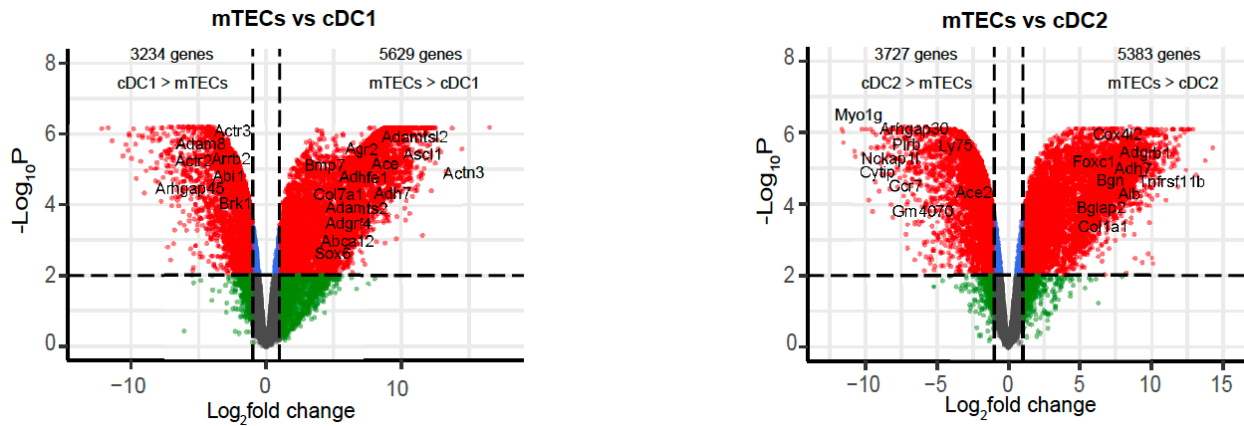 mTECs vs cDC1
3234 genes
5629 genes
cDC1 > mTECs
mTECs > cDC1
Actr3
Adam8
Actr2
Arrb2
Abi1
Arhgap45
Brk1
Adamtsl2
Agr2
Ascl1
Bmp7
Ace
Actn3
Adhfe1
Col7a1
Adh7
Adamts2
Adgrf4
Abca12
Sox6
8
6
4
2
0
-Log10P
−10
0
10
Log2fold change
mTECs vs cDC2
3727 genes
5383 genes
cDC2 > mTECs
mTECs > cDC2
Myo1g
Arhgap30
Pirb
Ly75
Nckap1l
Cytip
Ccr7
Ace2
Gm4070
Cox4i2
Adgrb1
Foxc1
Adh7
Bgn
Tnfrsf11b
Alb
Bglap2
Col1a1
8
6
4
2
0
-Log10P
−10
−5
0
5
10
15
Log2fold change